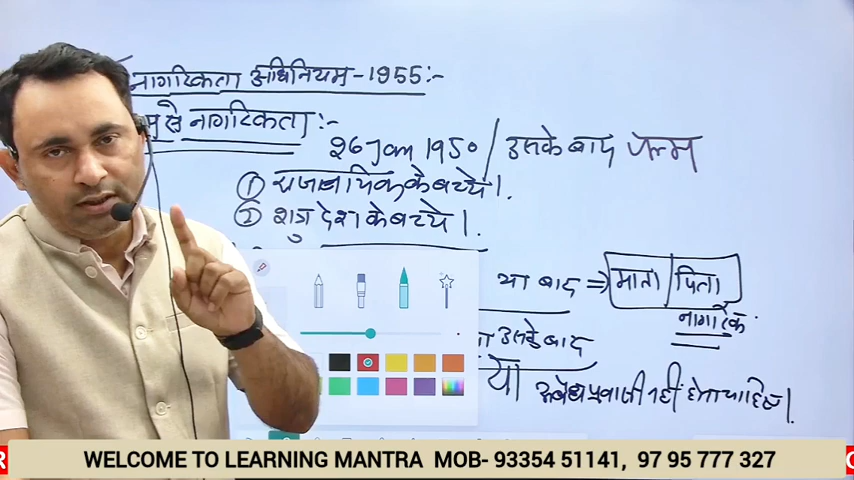 नागरिकता अधिनियम-1955:-
से नागरिकता:-
26 Jan 1950/उसके बाद जन्म
① राजनयिक के बच्चे।
② शत्रु देश के बच्चे।
या बाद ⇒ माता पिता
नागरिक
उसके बाद
या
अवैध प्रवासी नहीं होना चाहिए।
WELCOME TO LEARNING MANTRA MOB- 93354 51141, 97 95 777 327